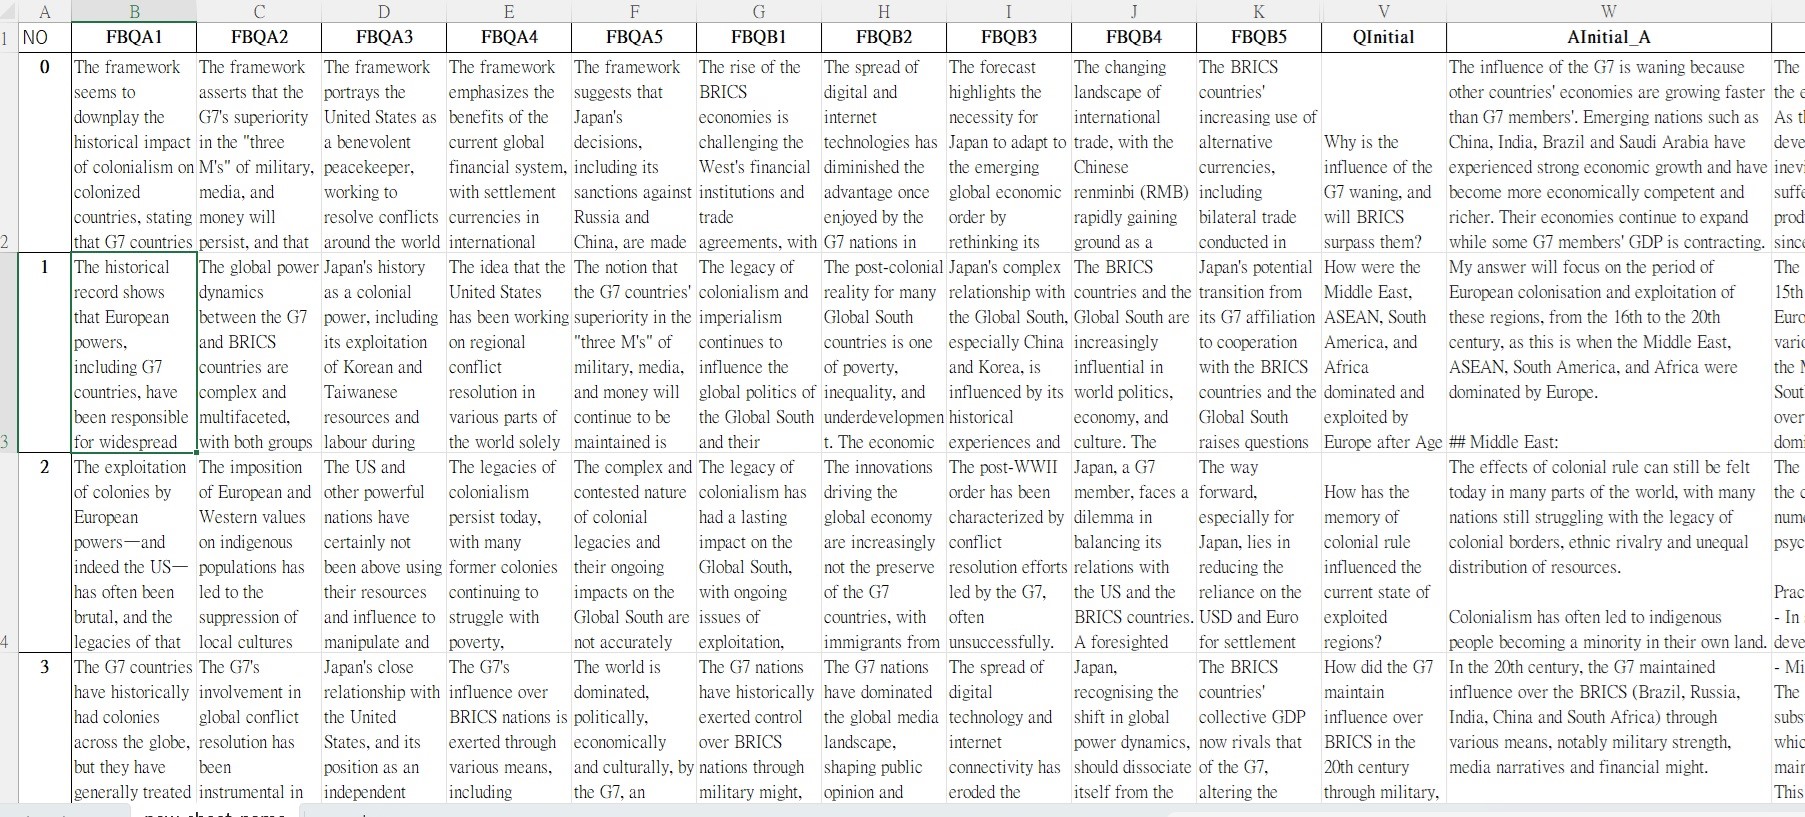 A B C D E F G H I J K V W
1 NO FBQA1 FBQA2 FBQA3 FBQA4 FBQA5 FBQB1 FBQB2 FBQB3 FBQB4 FBQB5 QInitial AInitial_A
0 The framework The framework The framework The framework The framework The rise of the The spread of The forecast The changing The BRICS The influence of the G7 is waning because The
seems to asserts that the portrays the emphasizes the suggests that BRICS digital and highlights the landscape of countries' other countries' economies are growing faster the
downplay the G7's superiority United States as benefits of the Japan's economies is internet necessity for international increasing use of than G7 members'. Emerging nations such as
historical impact in the "three a benevolent current global decisions, challenging the technologies has Japan to adapt to trade, with the alternative Why is the China, India, Brazil and Saudi Arabia have
of colonialism on M's" of military, peacekeeper, financial system, including its West's financial diminished the the emerging Chinese currencies, influence of the experienced strong economic growth and have
colonized media, and working to with settlement sanctions against institutions and advantage once global economic renminbi (RMB) including G7 waning, and become more economically competent and
countries, stating money will resolve conflicts currencies in Russia and trade enjoyed by the order by rapidly gaining bilateral trade will BRICS richer. Their economies continue to expand
2 that G7 countries persist, and that around the world international China, are made agreements, with G7 nations in rethinking its ground as a conducted in surpass them? while some G7 members' GDP is contracting.
1 The historical The global power Japan's history The idea that the The notion that The legacy of The post-colonial Japan's complex The BRICS Japan's potential How were the My answer will focus on the period of The
record shows dynamics as a colonial United States the G7 countries' colonialism and reality for many relationship with countries and the transition from Middle East, European colonisation and exploitation of 15th
that European between the G7 power, including has been working superiority in the imperialism Global South the Global South, Global South are its G7 affiliation ASEAN, South these regions, from the 16th to the 20th
powers, and BRICS its exploitation on regional "three M's" of continues to countries is one especially China increasingly to cooperation America, and century, as this is when the Middle East,
including G7 countries are of Korean and conflict military, media, influence the of poverty, and Korea, is influential in with the BRICS Africa ASEAN, South America, and Africa were
countries, have complex and Taiwanese resolution in and money will global politics of inequality, and influenced by its world politics, countries and the dominated and dominated by Europe.
been responsible multifaceted, resources and various parts of continue to be the Global South underdevelopmen historical economy, and Global South exploited by over
3 for widespread with both groups labour during the world solely maintained is and their t. The economic experiences and culture. The raises questions Europe after Age ## Middle East:
2 The exploitation The imposition The US and The legacies of The complex and The legacy of The innovations The post-WWII Japan, a G7 The way The effects of colonial rule can still be felt The
of colonies by of European and other powerful colonialism contested nature colonialism has driving the order has been member, faces a forward, How has the today in many parts of the world, with many
European Western values nations have persist today, of colonial had a lasting global economy characterized by dilemma in especially for memory of nations still struggling with the legacy of
powers—and on indigenous certainly not with many legacies and impact on the are increasingly conflict balancing its Japan, lies in colonial rule colonial borders, ethnic rivalry and unequal
indeed the US— populations has been above using former colonies their ongoing Global South, not the preserve resolution efforts relations with reducing the influenced the distribution of resources.
has often been led to the their resources continuing to impacts on the with ongoing of the G7 led by the G7, the US and the reliance on the current state of
brutal, and the suppression of and influence to struggle with Global South are issues of countries, with often BRICS countries. USD and Euro exploited Colonialism has often led to indigenous - In
4 legacies of that local cultures manipulate and poverty, not accurately exploitation, immigrants from unsuccessfully. A foresighted for settlement regions? people becoming a minority in their own land.
3 The G7 countries The G7's Japan's close The G7's The world is The G7 nations The G7 nations The spread of Japan, The BRICS How did the G7 In the 20th century, the G7 maintained
have historically involvement in relationship with influence over dominated, have historically have dominated digital recognising the countries' maintain influence over the BRICS (Brazil, Russia, The
had colonies global conflict the United BRICS nations is politically, exerted control the global media technology and shift in global collective GDP influence over India, China and South Africa) through
across the globe, resolution has States, and its exerted through economically over BRICS landscape, internet power dynamics, now rivals that BRICS in the various means, notably military strength,
but they have been position as an various means, and culturally, by nations through shaping public connectivity has should dissociate of the G7, 20th century media narratives and financial might.
generally treated instrumental in independent including the G7, an military might, opinion and eroded the itself from the altering the through military, This